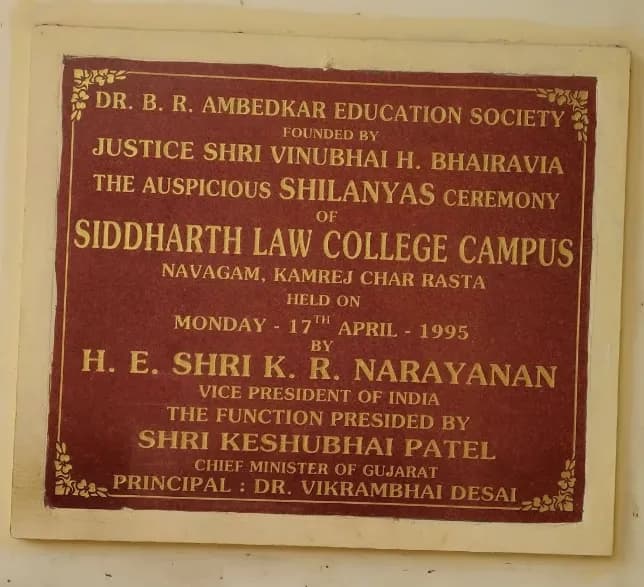 DR. B. R. AMBEDKAR EDUCATION SOCIETY
FOUNDED BY
JUSTICE SHRI VINUBHAI H. BHAIRAVIA
THE AUSPICIOUS SHILANYAS CEREMONY
OF
SIDDHARTH LAW COLLEGE CAMPUS
NAVAGAM, KAMREJ CHAR RASTA
HELD ON
MONDAY - 17TH APRIL - 1995
BY
H. E. SHRI K. R. NARAYANAN
VICE PRESIDENT OF INDIA
THE FUNCTION PRESIDED BY
SHRI KESHUBHAI PATEL
CHIEF MINISTER OF GUJARAT
PRINCIPAL : DR. VIKRAMBHAI DESAI